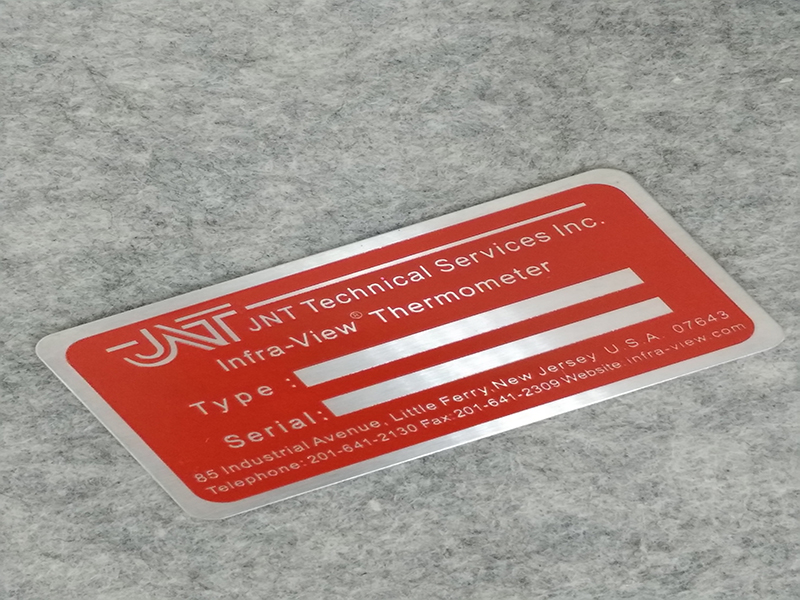 JNT
JNT Technical Services Inc.
Infra-View® Thermometer
Type :
Serial:
85 Industrial Avenue, Little Ferry,New Jersey U.S.A. 07643
Telephone: 201-641-2130 Fax:201-641-2309 Website:infra-view.com